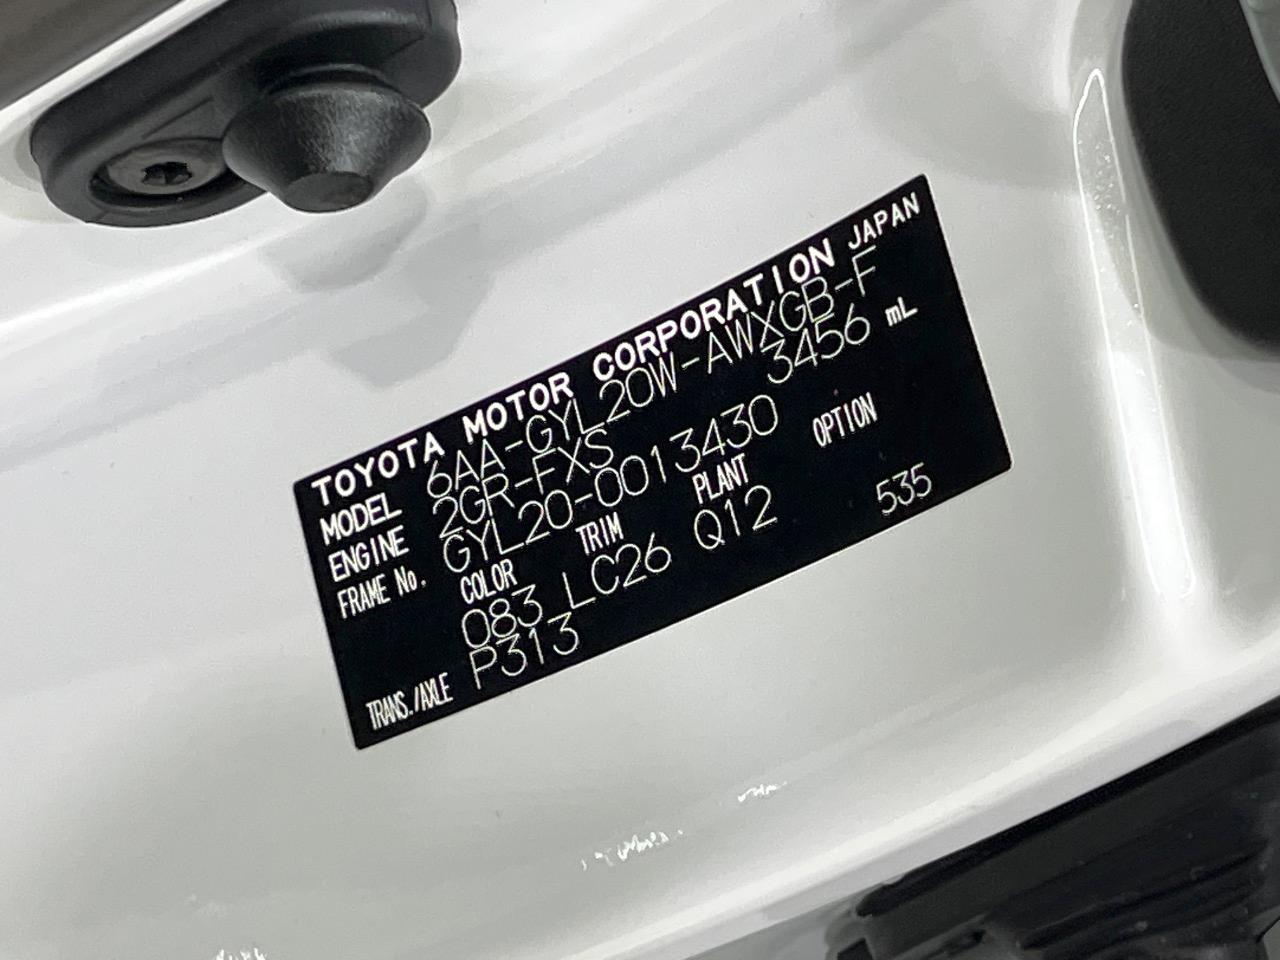 TOYOTA MOTOR CORPORATION JAPAN
MODEL 6AA-GYL20W-AWXGB-F
ENGINE 2GR-FXS 3456 mL
FRAME No. GYL20-0013430
COLOR TRIM PLANT OPTION
083 LC26 Q12 535
TRANS./AXLE P313